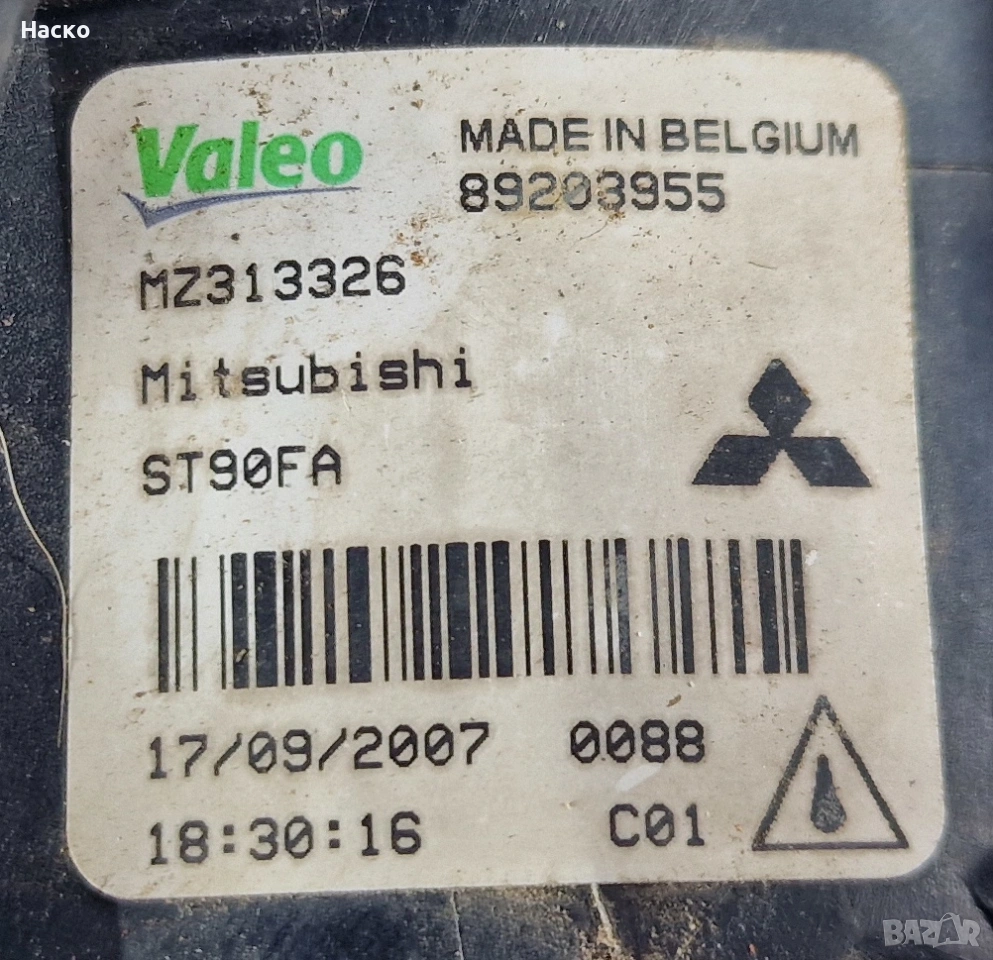 Наско
Valeo
MADE IN BELGIUM
89203955
MZ313326
Mitsubishi
ST90FA
17/09/2007 0088
18:30:16 C01
BAZAR